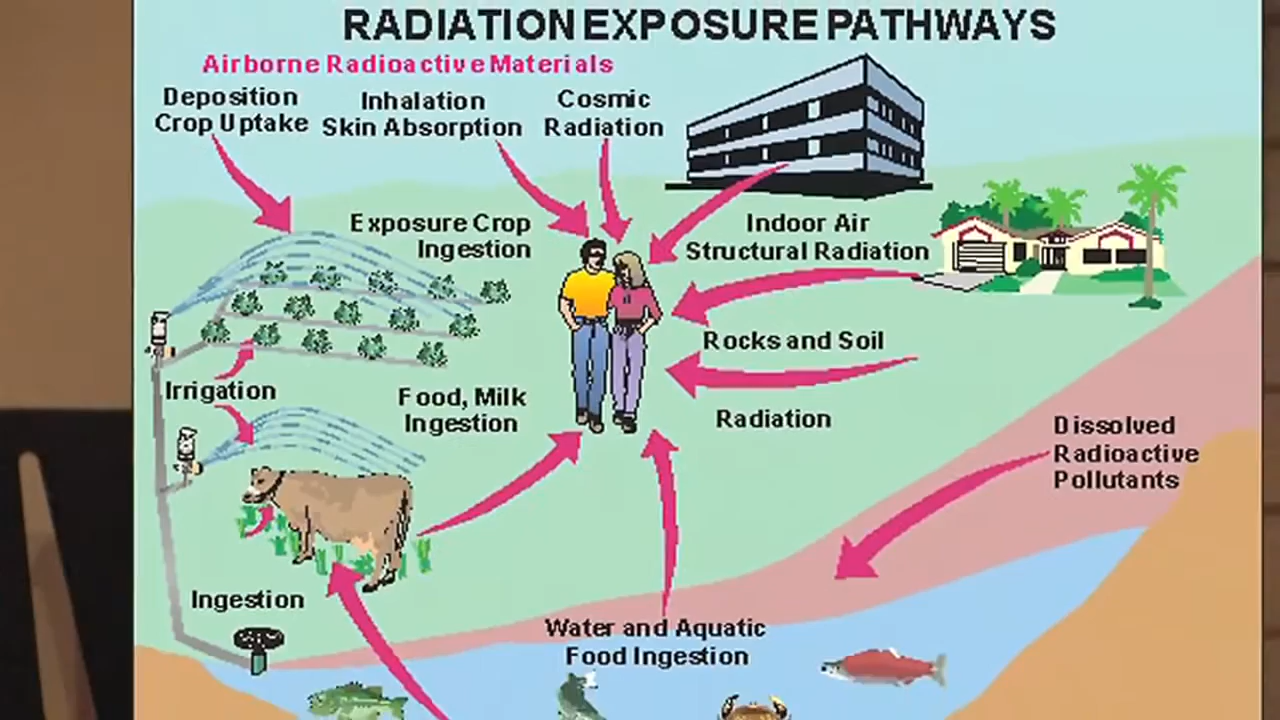 RADIATION EXPOSURE PATHWAYS
Airborne Radioactive Materials
Deposition
Crop Uptake
Inhalation
Skin Absorption
Cosmic
Radiation
Exposure Crop
Ingestion
Indoor Air
Structural Radiation
Rocks and Soil
Radiation
Irrigation
Food, Milk
Ingestion
Dissolved
Radioactive
Pollutants
Ingestion
Water and Aquatic
Food Ingestion